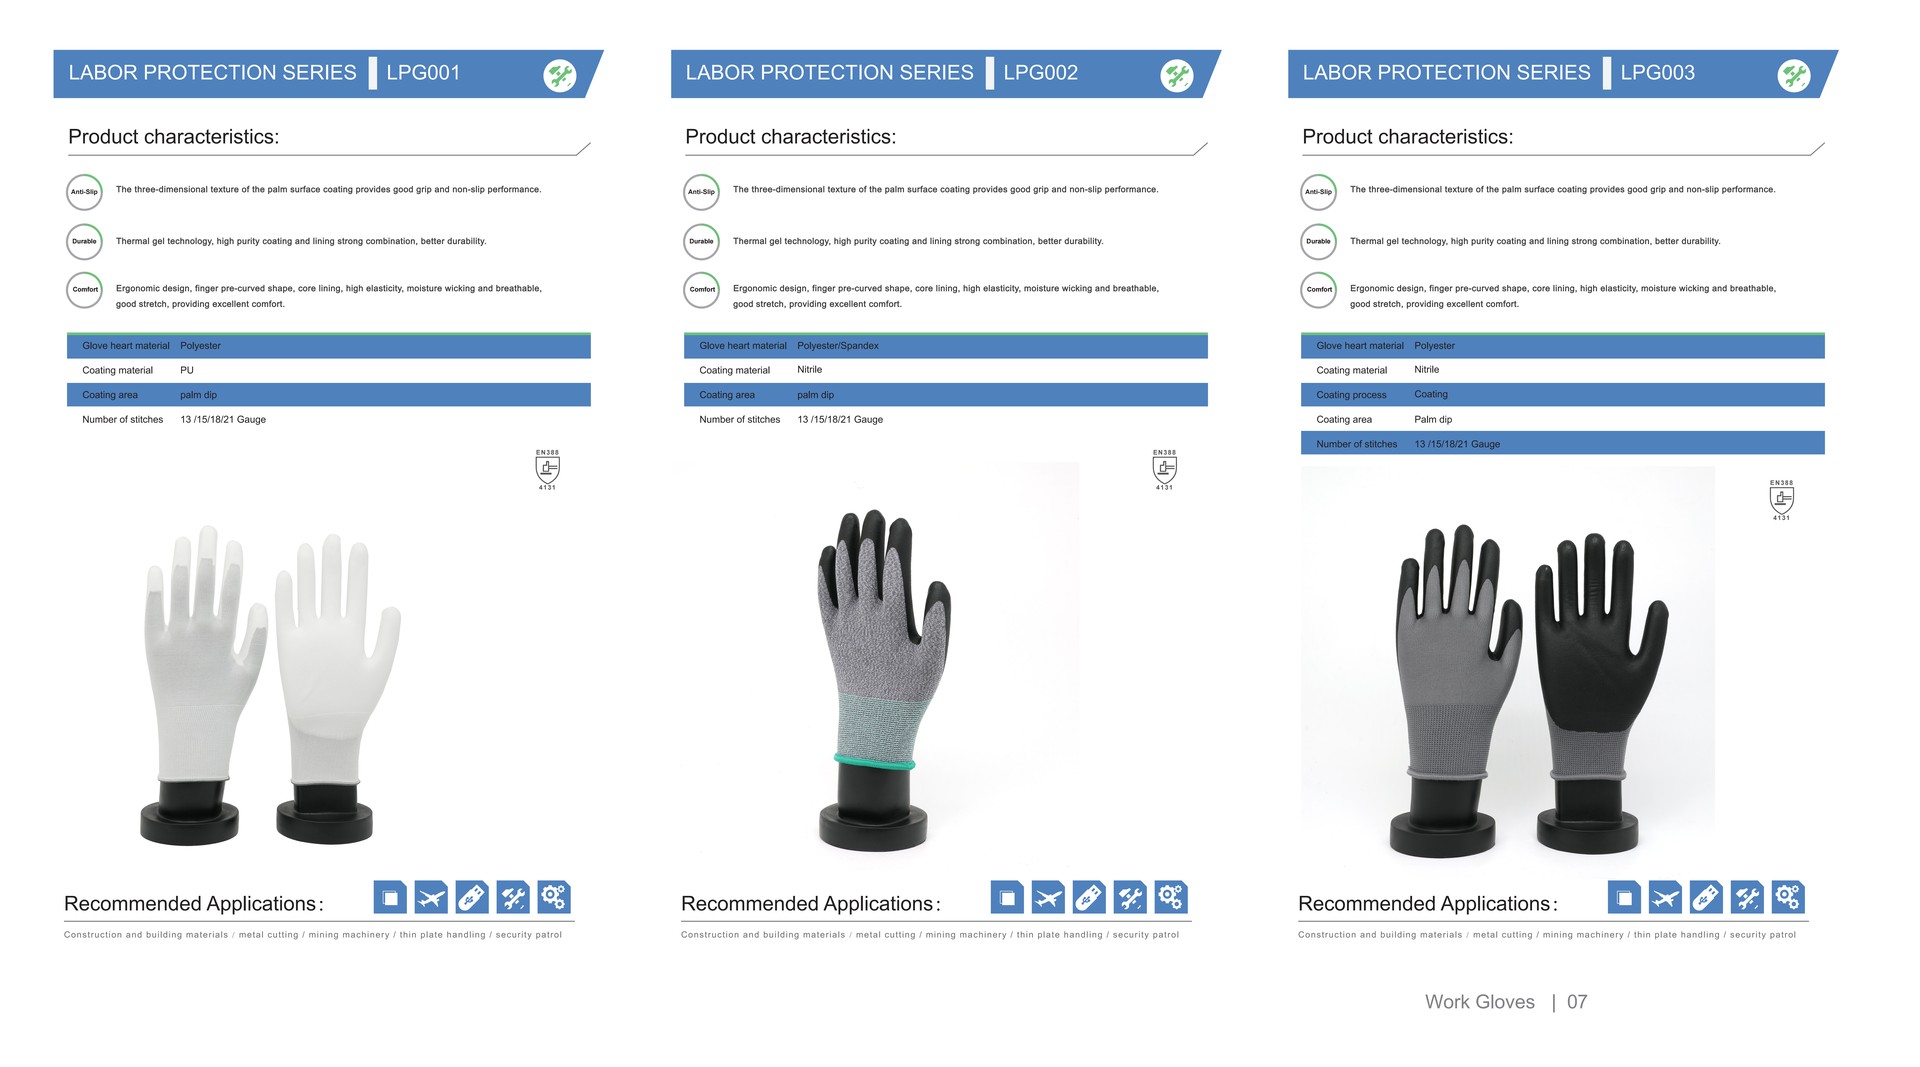 LABOR PROTECTION SERIES | LPG001
Product characteristics:
Anti-Slip The three-dimensional texture of the palm surface coating provides good grip and non-slip performance.
Durable Thermal gel technology, high purity coating and lining strong combination, better durability.
Comfort Ergonomic design, finger pre-curved shape, core lining, high elasticity, moisture wicking and breathable,
good stretch, providing excellent comfort.
Glove heart material Polyester
Coating material PU
Coating area palm dip
Number of stitches 13 /15/18/21 Gauge
EN388
4131
Recommended Applications:
Construction and building materials / metal cutting / mining machinery / thin plate handling / security patrol
LABOR PROTECTION SERIES | LPG002
Product characteristics:
Anti-Slip The three-dimensional texture of the palm surface coating provides good grip and non-slip performance.
Durable Thermal gel technology, high purity coating and lining strong combination, better durability.
Comfort Ergonomic design, finger pre-curved shape, core lining, high elasticity, moisture wicking and breathable,
good stretch, providing excellent comfort.
Glove heart material Polyester/Spandex
Coating material Nitrile
Coating area palm dip
Number of stitches 13 /15/18/21 Gauge
EN388
4131
Recommended Applications:
Construction and building materials / metal cutting / mining machinery / thin plate handling / security patrol
LABOR PROTECTION SERIES | LPG003
Product characteristics:
Anti-Slip The three-dimensional texture of the palm surface coating provides good grip and non-slip performance.
Durable Thermal gel technology, high purity coating and lining strong combination, better durability.
Comfort Ergonomic design, finger pre-curved shape, core lining, high elasticity, moisture wicking and breathable,
good stretch, providing excellent comfort.
Glove heart material Polyester
Coating material Nitrile
Coating process Coating
Coating area Palm dip
Number of stitches 13 /15/18/21 Gauge
EN388
4131
Recommended Applications:
Construction and building materials / metal cutting / mining machinery / thin plate handling / security patrol
Work Gloves | 07